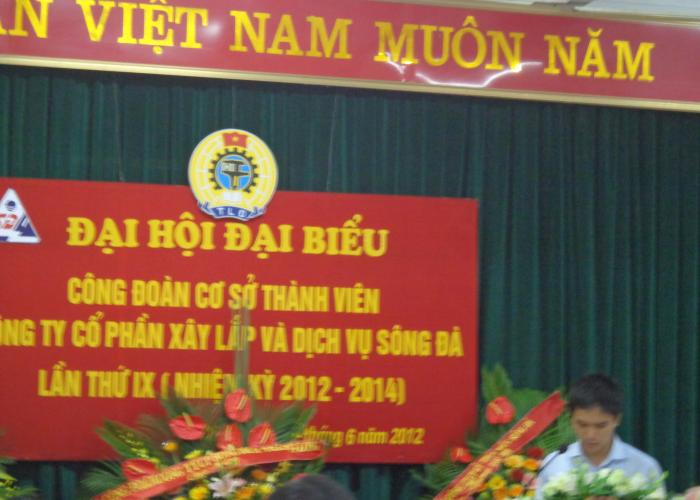 VIỆT NAM MUÔN NĂM
TLĐ
ĐẠI HỘI ĐẠI BIỂU
CÔNG ĐOÀN CƠ SỞ THÀNH VIÊN
CÔNG TY CỔ PHẦN XÂY LẮP VÀ DỊCH VỤ SÔNG ĐÀ
LẦN THỨ IX ( NHIỆM KỲ 2012 - 2014)
tháng 6 năm 2012